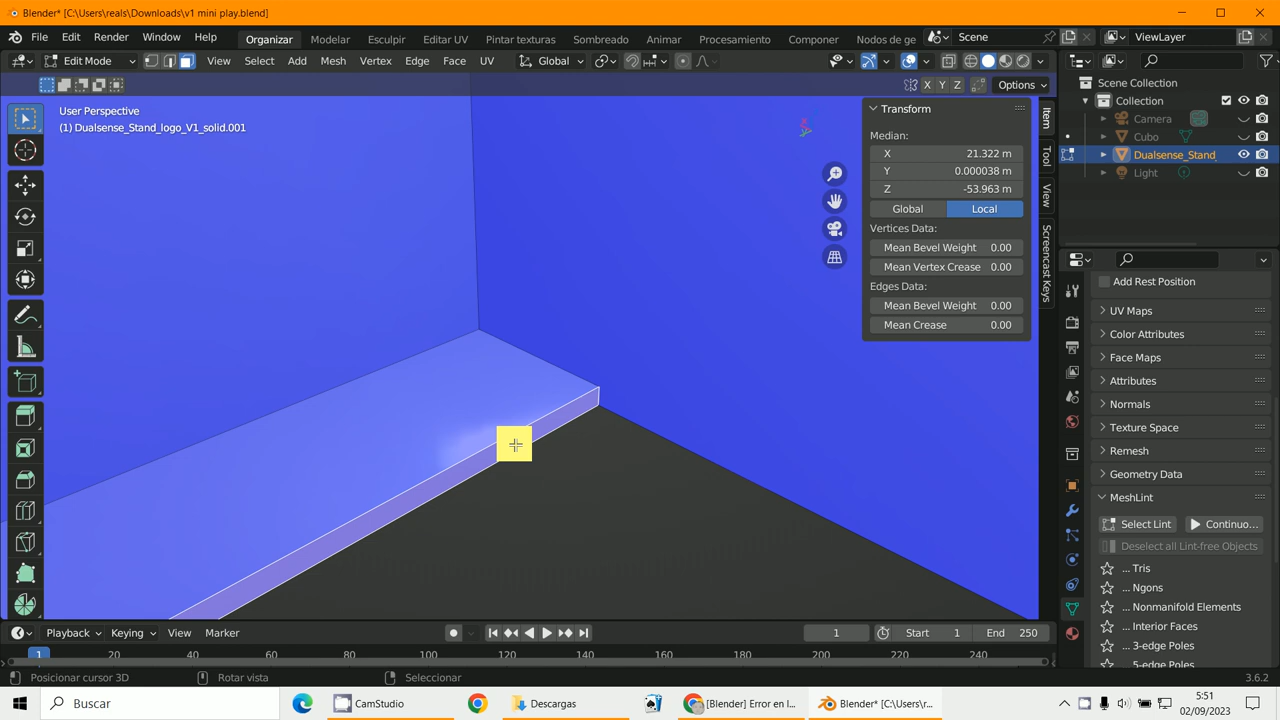 Blender* [C:\Users\reals\Downloads\v1 mini play.blend]
File Edit Render Window Help Organizar Modelar Esculpir Editar UV Pintar texturas Sombreado Animar Procesamiento Componer Nodos de ge Scene ViewLayer
Edit Mode View Select Add Mesh Vertex Edge Face UV Global
X Y Z Options
User Perspective
(1) Dualsense_Stand_logo_V1_solid.001
Transform
Median:
X 21.322 m
Y 0.000038 m
Z -53.963 m
Global Local
Vertices Data:
Mean Bevel Weight 0.00
Mean Vertex Crease 0.00
Edges Data:
Mean Bevel Weight 0.00
Mean Crease 0.00
Item
Tool
View
Screencast Keys
Scene Collection
Collection
Camera
Cubo
Dualsense_Stand
Light
Add Rest Position
UV Maps
Color Attributes
Face Maps
Attributes
Normals
Texture Space
Remesh
Geometry Data
MeshLint
Select Lint Continuo...
Deselect all Lint-free Objects
... Tris
... Ngons
... Nonmanifold Elements
... Interior Faces
... 3-edge Poles
... 5-edge Poles
Playback Keying View Marker 1 Start 1 End 250
1 20 40 60 80 100 120 140 160 180 200 220 240
Posicionar cursor 3D Rotar vista Seleccionar 3.6.2
Buscar CamStudio Descargas [Blender] Error en l... Blender* [C:\Users\r... 5:51
02/09/2023